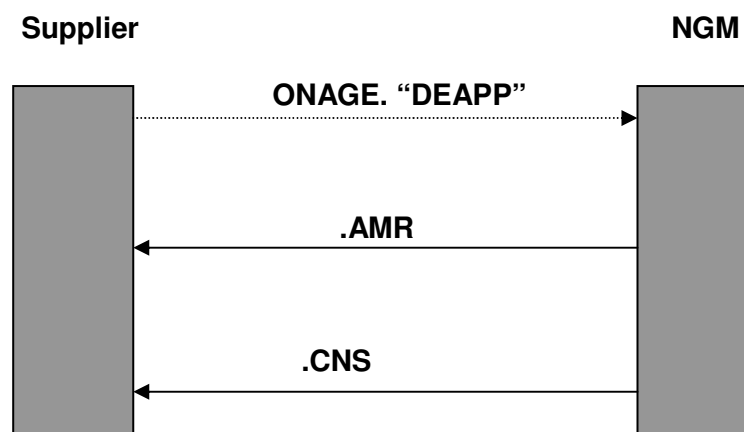 Supplier NGM
ONAGE. “DEAPP”
.AMR
.CNS